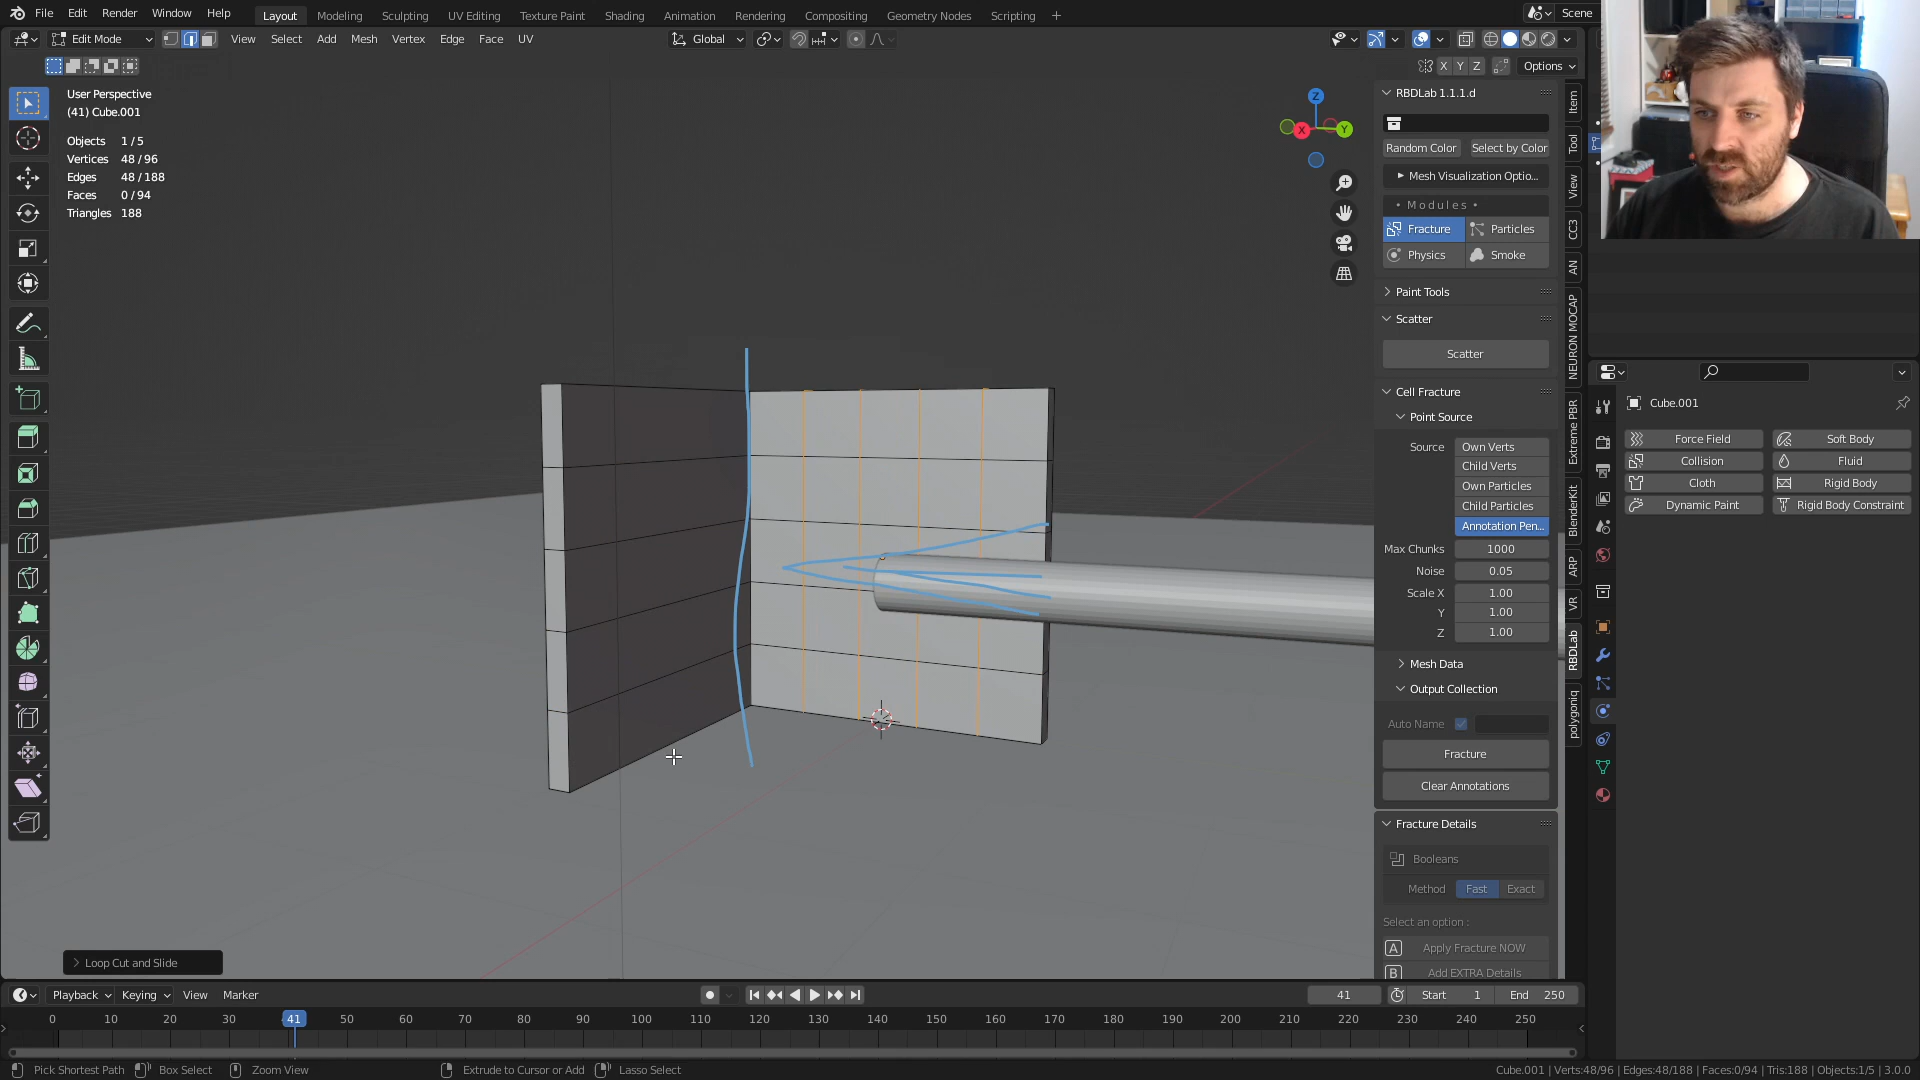 File Edit Render Window Help Layout Modeling Sculpting UV Editing Texture Paint Shading Animation Rendering Compositing Geometry Nodes Scripting + Scene
Edit Mode View Select Add Mesh Vertex Edge Face UV Global
X Y Z Options
User Perspective
(41) Cube.001
Objects 1 / 5
Vertices 48 / 96
Edges 48 / 188
Faces 0 / 94
Triangles 188
Z
X
Y
RBDLab 1.1.1.d
Random Color Select by Color
Mesh Visualization Optio...
• Modules •
Fracture Particles
Physics Smoke
Paint Tools
Scatter
Scatter
Cell Fracture
Point Source
Source Own Verts
Child Verts
Own Particles
Child Particles
Annotation Pen...
Max Chunks 1000
Noise 0.05
Scale X 1.00
Y 1.00
Z 1.00
Mesh Data
Output Collection
Auto Name
Fracture
Clear Annotations
Fracture Details
Booleans
Method Fast Exact
Select an option :
A Apply Fracture NOW
B Add EXTRA Details
Item
Tool
View
CC3
AN
NEURON MOCAP
Extreme PBR
BlenderKit
ARP
VR
RBDLab
polygoniq
Cube.001
Force Field Soft Body
Collision Fluid
Cloth Rigid Body
Dynamic Paint Rigid Body Constraint
Loop Cut and Slide
Playback Keying View Marker 41 Start 1 End 250
0 10 20 30 41 50 60 70 80 90 100 110 120 130 140 150 160 170 180 190 200 210 220 230 240 250
Pick Shortest Path Box Select Zoom View Extrude to Cursor or Add Lasso Select Cube.001 | Verts:48/96 | Edges:48/188 | Faces:0/94 | Tris:188 | Objects:1/5 | 3.0.0